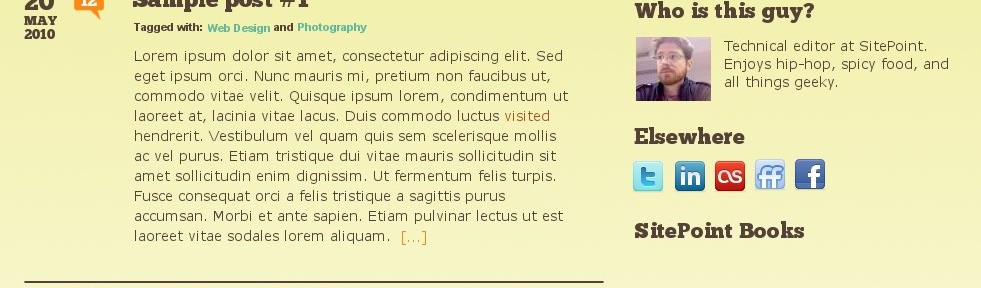 20
MAY
2010
12
Sample post #1
Tagged with: Web Design and Photography
Lorem ipsum dolor sit amet, consectetur adipiscing elit. Sed
eget ipsum orci. Nunc mauris mi, pretium non faucibus ut,
commodo vitae velit. Quisque ipsum lorem, condimentum ut
laoreet at, lacinia vitae lacus. Duis commodo luctus visited
hendrerit. Vestibulum vel quam quis sem scelerisque mollis
ac vel purus. Etiam tristique dui vitae mauris sollicitudin sit
amet sollicitudin enim dignissim. Ut fermentum felis turpis.
Fusce consequat orci a felis tristique a sagittis purus
accumsan. Morbi et ante sapien. Etiam pulvinar lectus ut est
laoreet vitae sodales lorem aliquam. [...]
Who is this guy?
Technical editor at SitePoint.
Enjoys hip-hop, spicy food, and
all things geeky.
Elsewhere
t in as ff f
SitePoint Books